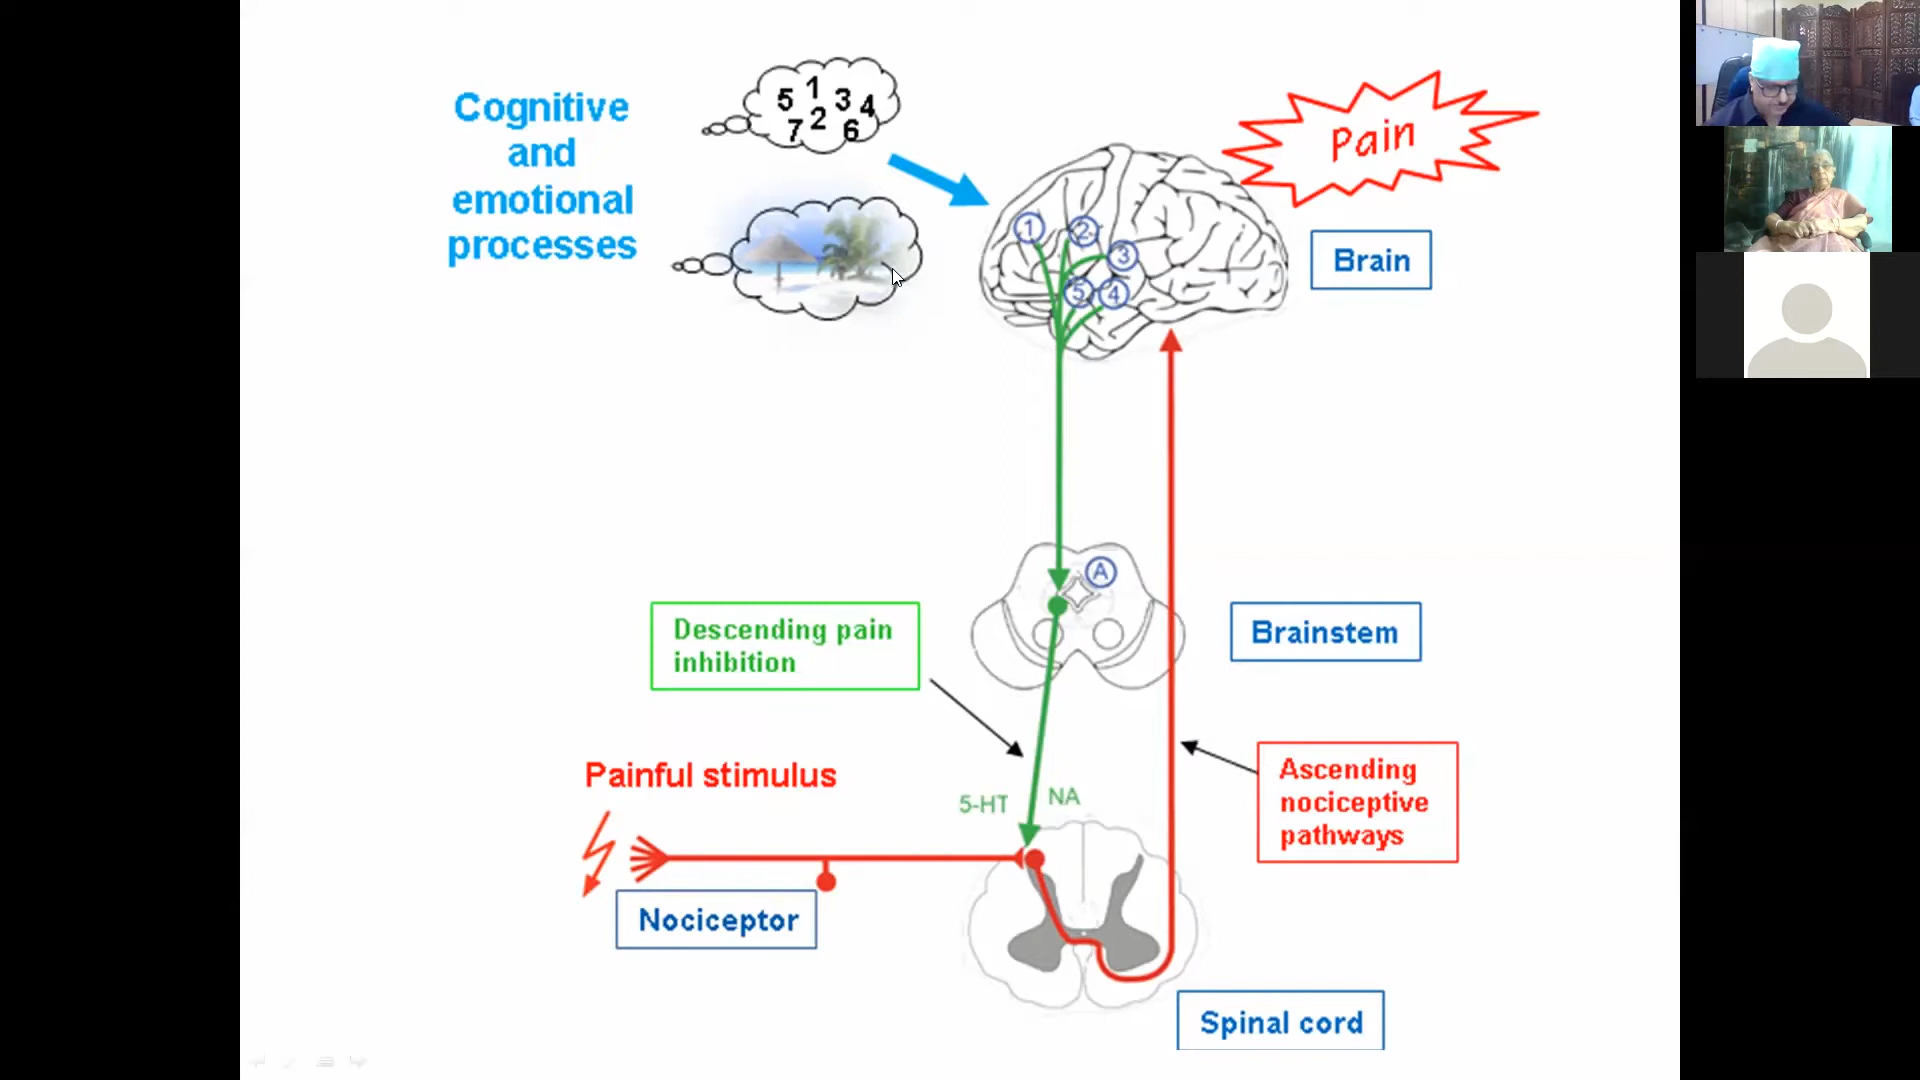 Cognitive
and
emotional
processes
5 1 3 4
7 2 6
Pain
1 2 3
5 4
Brain
A
Brainstem
Descending pain
inhibition
Painful stimulus
5-HT NA
Ascending
nociceptive
pathways
Nociceptor
Spinal cord